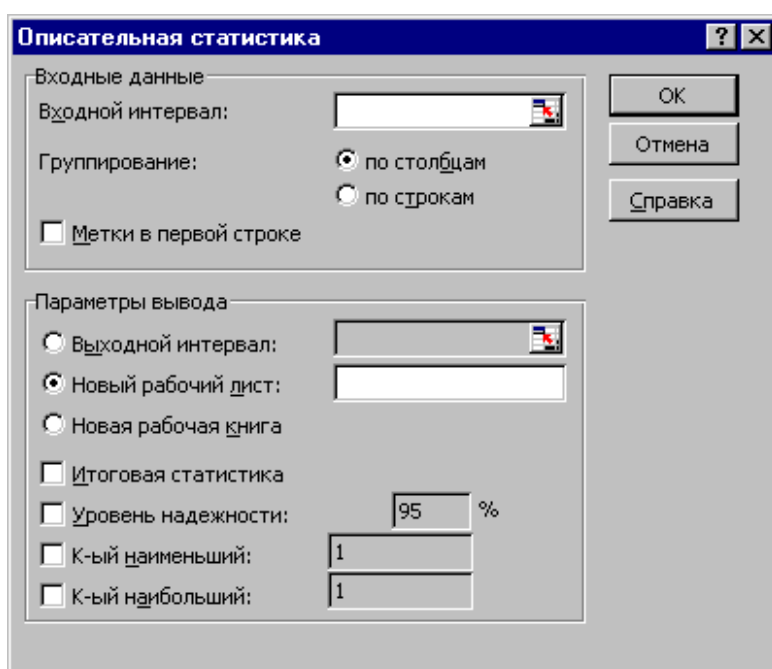 Описательная статистика
Входные данные
Входной интервал:
Группирование:
по столбцам
по строкам
Метки в первой строке
OK
Отмена
Справка
Параметры вывода
Выходной интервал:
Новый рабочий лист:
Новая рабочая книга
Итоговая статистика
Уровень надежности: 95 %
К-ый наименьший: 1
К-ый наибольший: 1